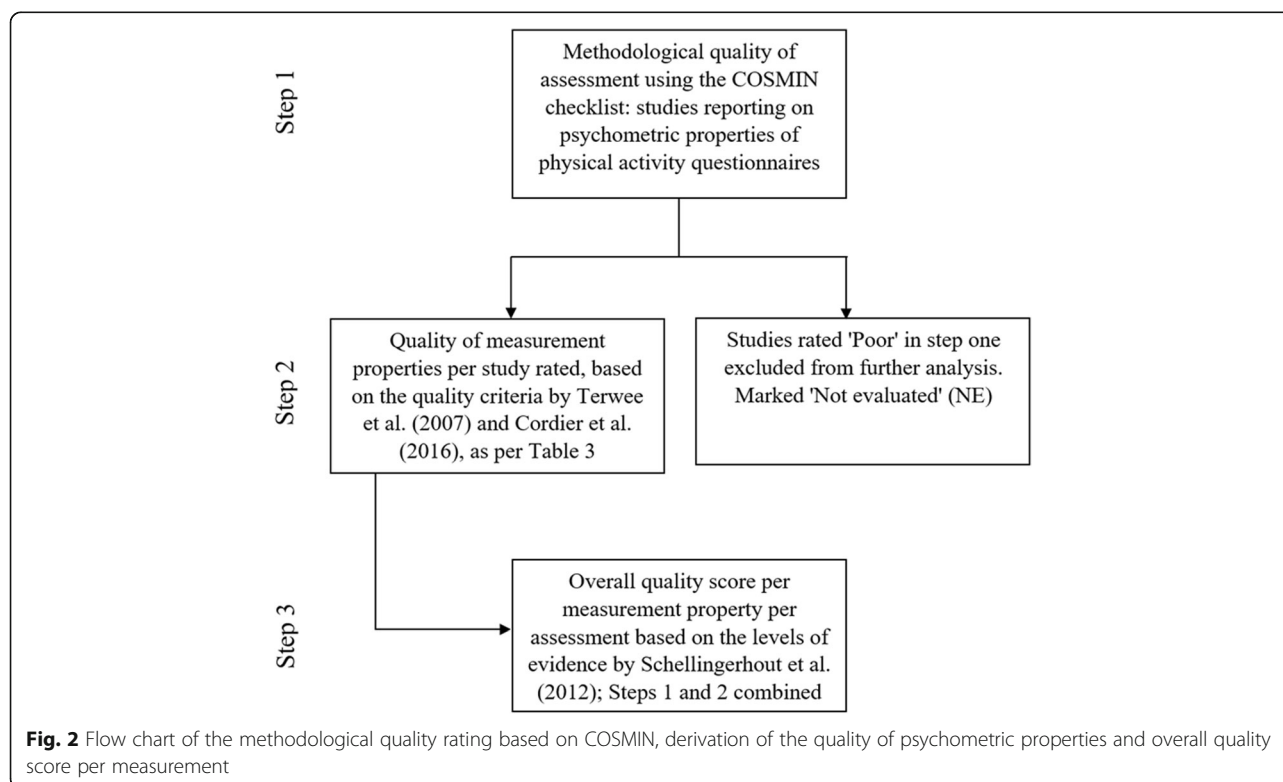 Step 1
Methodological quality of
assessment using the COSMIN
checklist: studies reporting on
psychometric properties of
physical activity questionnaires
Step 2
Quality of measurement
properties per study rated, based
on the quality criteria by Terwee
et al. (2007) and Cordier et al.
(2016), as per Table 3
Studies rated 'Poor' in step one
excluded from further analysis.
Marked 'Not evaluated' (NE)
Step 3
Overall quality score per
measurement property per
assessment based on the levels of
evidence by Schellingerhout et al.
(2012); Steps 1 and 2 combined
Fig. 2 Flow chart of the methodological quality rating based on COSMIN, derivation of the quality of psychometric properties and overall quality
score per measurement